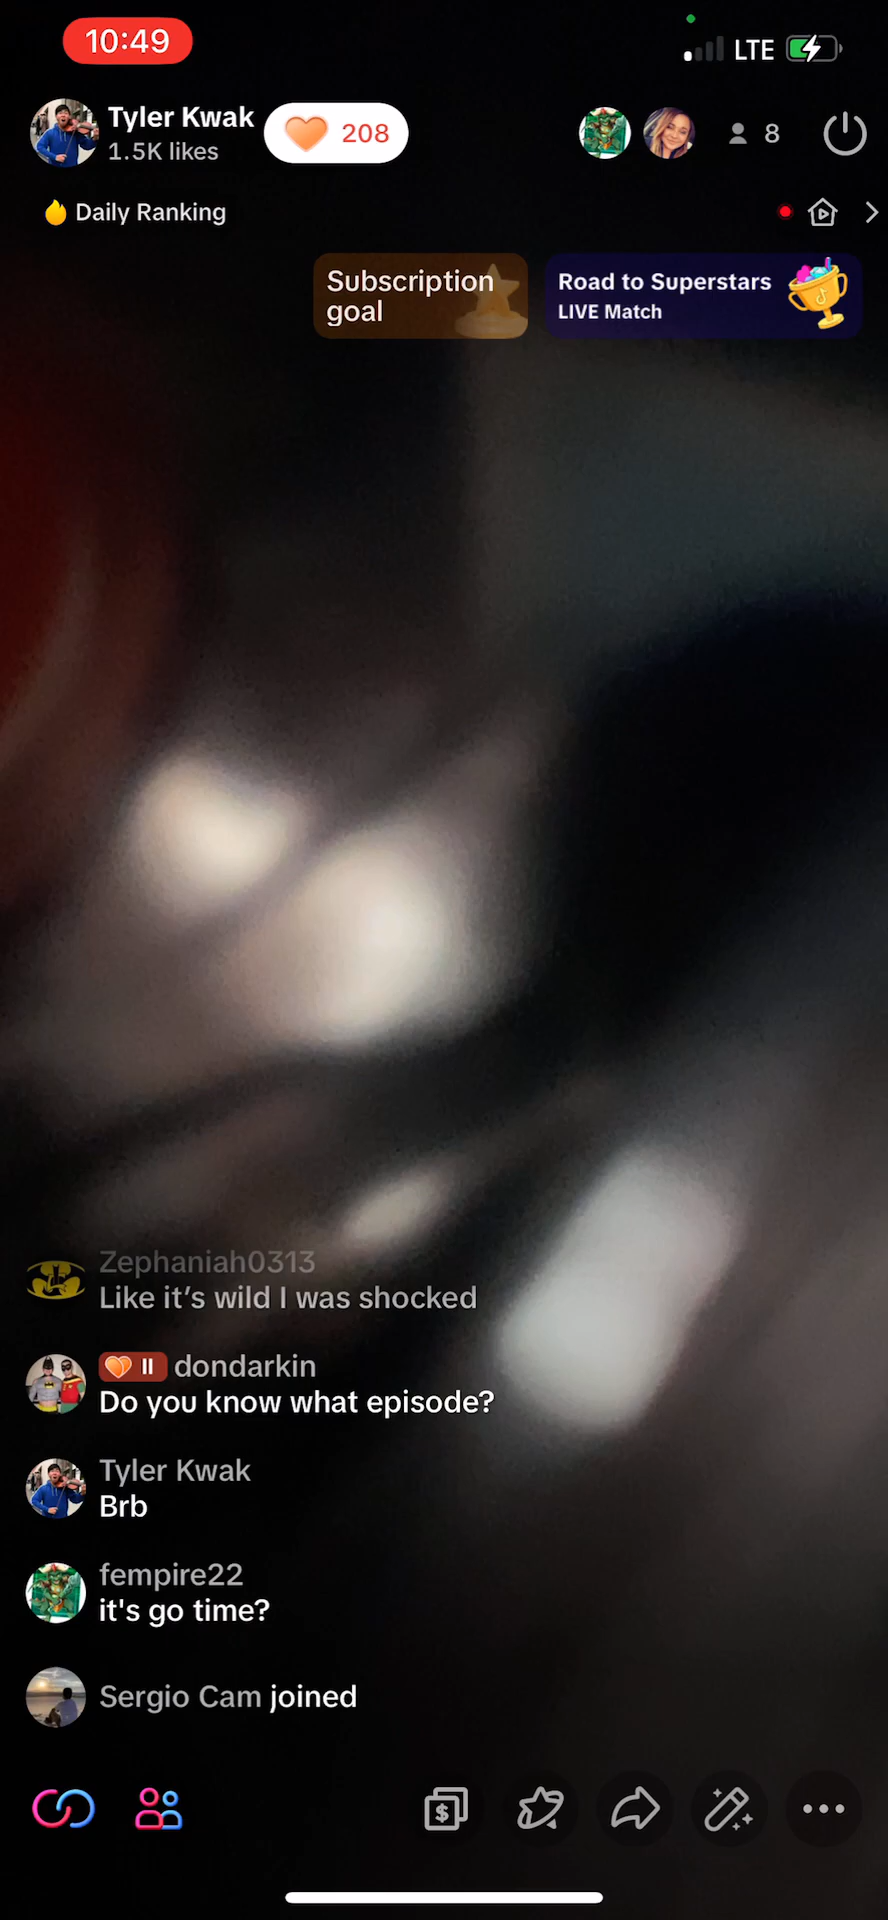 10:49
LTE
Tyler Kwak
1.5K likes
208
8
Daily Ranking
Subscription
goal
Road to Superstars
LIVE Match
Zephaniah0313
Like it’s wild I was shocked
II dondarkin
Do you know what episode?
Tyler Kwak
Brb
fempire22
it's go time?
Sergio Cam joined